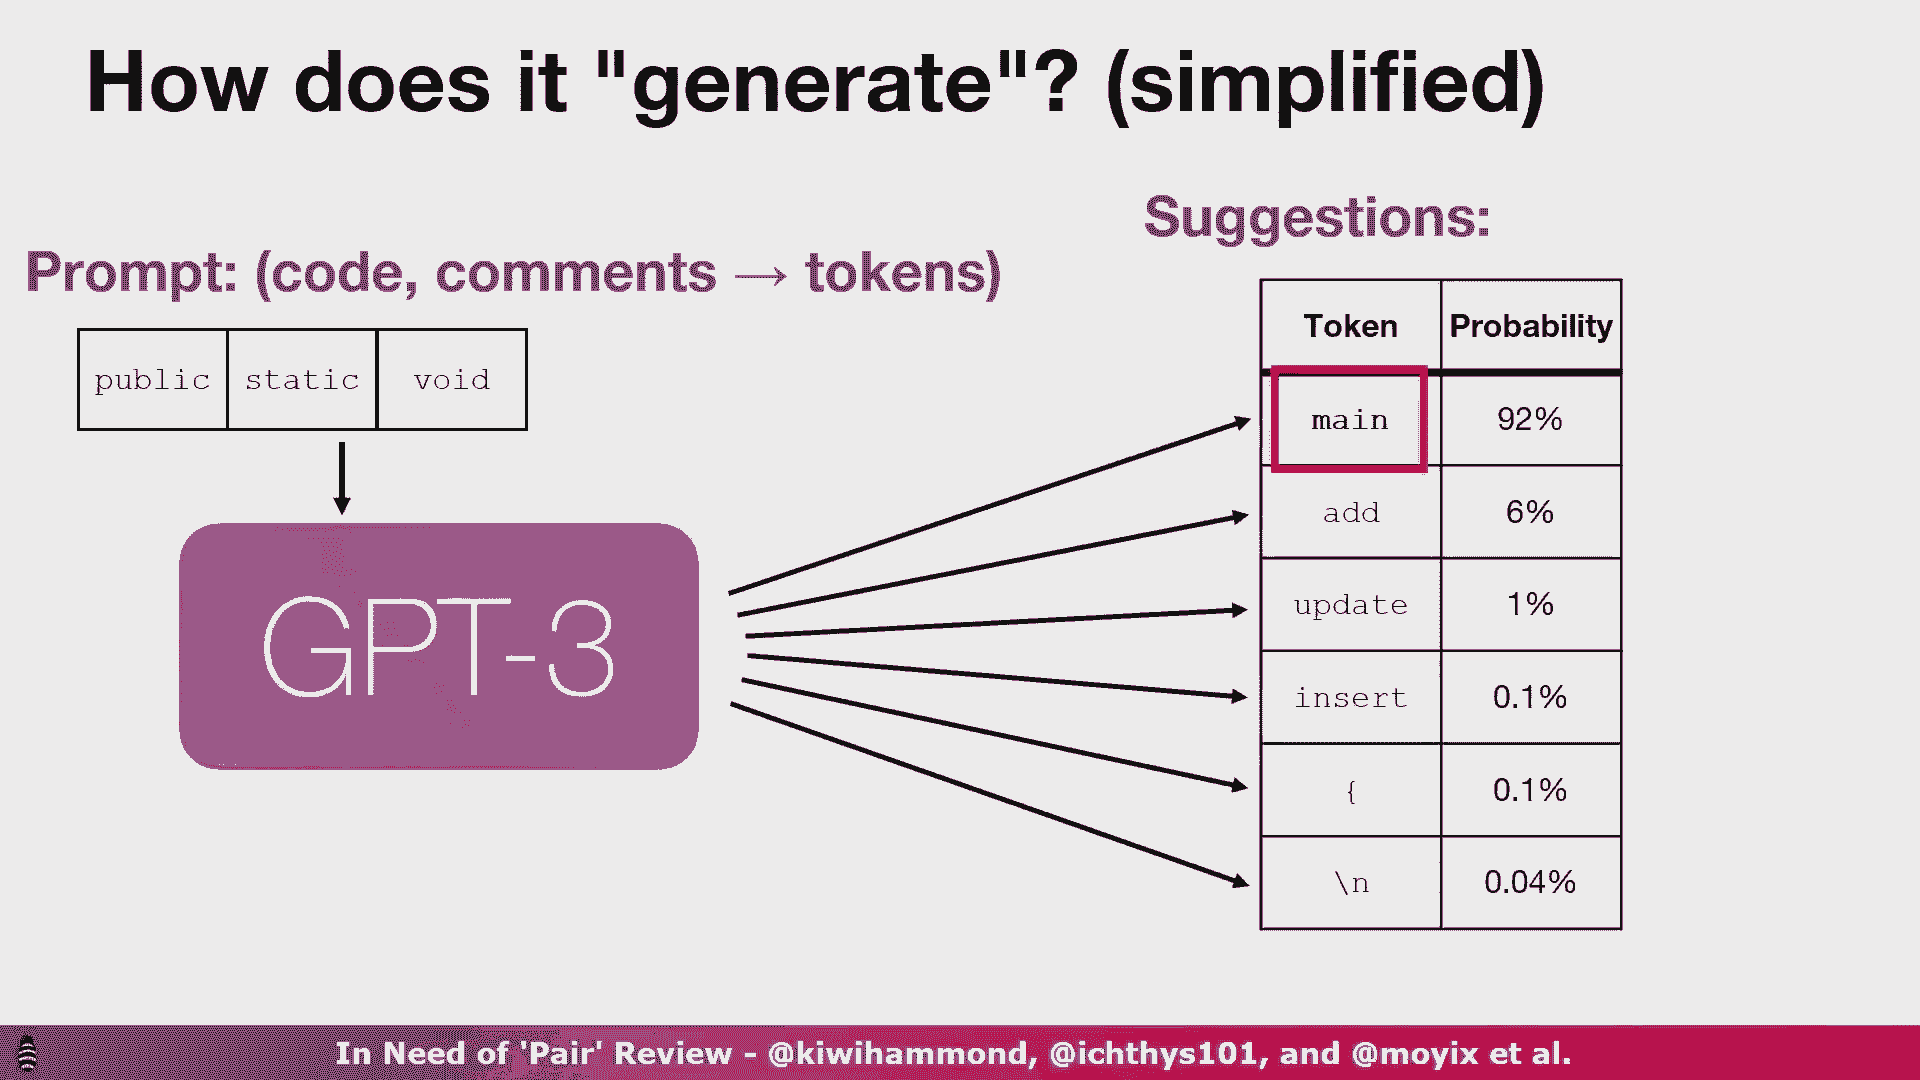 How does it "generate"? (simplified)
Suggestions:
Prompt: (code, comments → tokens)
public static void
GPT-3
Token Probability
main 92%
add 6%
update 1%
insert 0.1%
{ 0.1%
\n 0.04%
In Need of 'Pair' Review - @kiwihammond, @ichthys101, and @moyix et al.